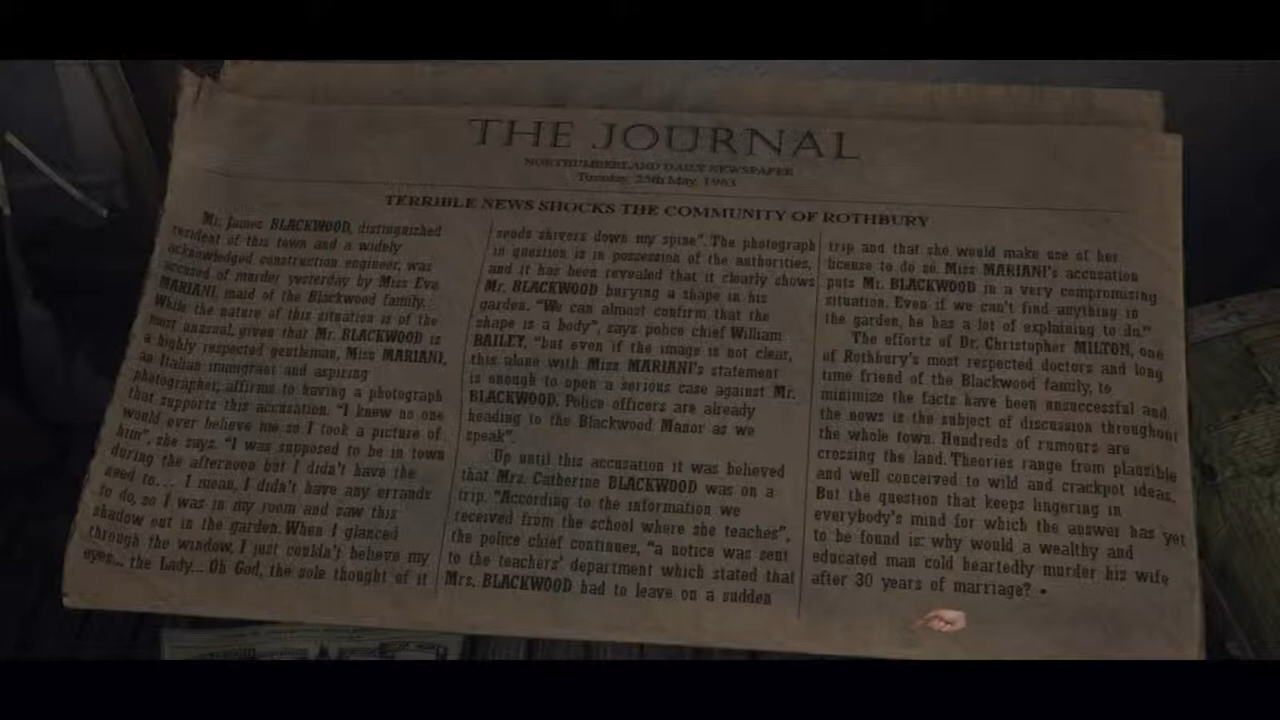 THE JOURNAL
NORTHUMBERLAND DAILY NEWSPAPER
Tuesday, 25th May, 1963
TERRIBLE NEWS SHOCKS THE COMMUNITY OF ROTHBURY
Mr. James BLACKWOOD, distinguished
resident of this town and a widely
acknowledged construction engineer, was
accused of murder yesterday by Miss Eva
MARIANI, maid of the Blackwood family.
While the nature of this situation is of the
most unusual, given that Mr. BLACKWOOD is
a highly respected gentleman, Miss MARIANI,
an Italian immigrant and aspiring
photographer, affirms to having a photograph
that supports this accusation. "I knew no one
would ever believe me so I took a picture of
him", she says. "I was supposed to be in town
during the afternoon but I didn't have the
need to... I mean, I didn't have any errands
to do, so I was in my room and saw this
shadow out in the garden. When I glanced
through the window, I just couldn't believe my
eyes... the Lady... Oh God, the sole thought of it
sends shivers down my spine". The photograph
in question is in possession of the authorities,
and it has been revealed that it clearly shows
Mr. BLACKWOOD burying a shape in his
garden. "We can almost confirm that the
shape is a body", says police chief William
BAILEY, "but even if the image is not clear,
this alone with Miss MARIANI's statement
is enough to open a serious case against Mr.
BLACKWOOD. Police officers are already
heading to the Blackwood Manor as we
speak".
Up until this accusation it was believed
that Mrs. Catherine BLACKWOOD was on a
trip. "According to the information we
received from the school where she teaches",
the police chief continues, "a notice was sent
to the teachers' department which stated that
Mrs. BLACKWOOD had to leave on a sudden
trip and that she would make use of her
license to do so. Miss MARIANI's accusation
puts Mr. BLACKWOOD in a very compromising
situation. Even if we can't find anything in
the garden, he has a lot of explaining to do."
The efforts of Dr. Christopher MILTON, one
of Rothbury's most respected doctors and long
time friend of the Blackwood family, to
minimize the facts have been unsuccessful and
the news is the subject of discussion throughout
the whole town. Hundreds of rumours are
crossing the land. Theories range from plausible
and well conceived to wild and crackpot ideas.
But the question that keeps lingering in
everybody's mind for which the answer has yet
to be found is: why would a wealthy and
educated man cold heartedly murder his wife
after 30 years of marriage? •